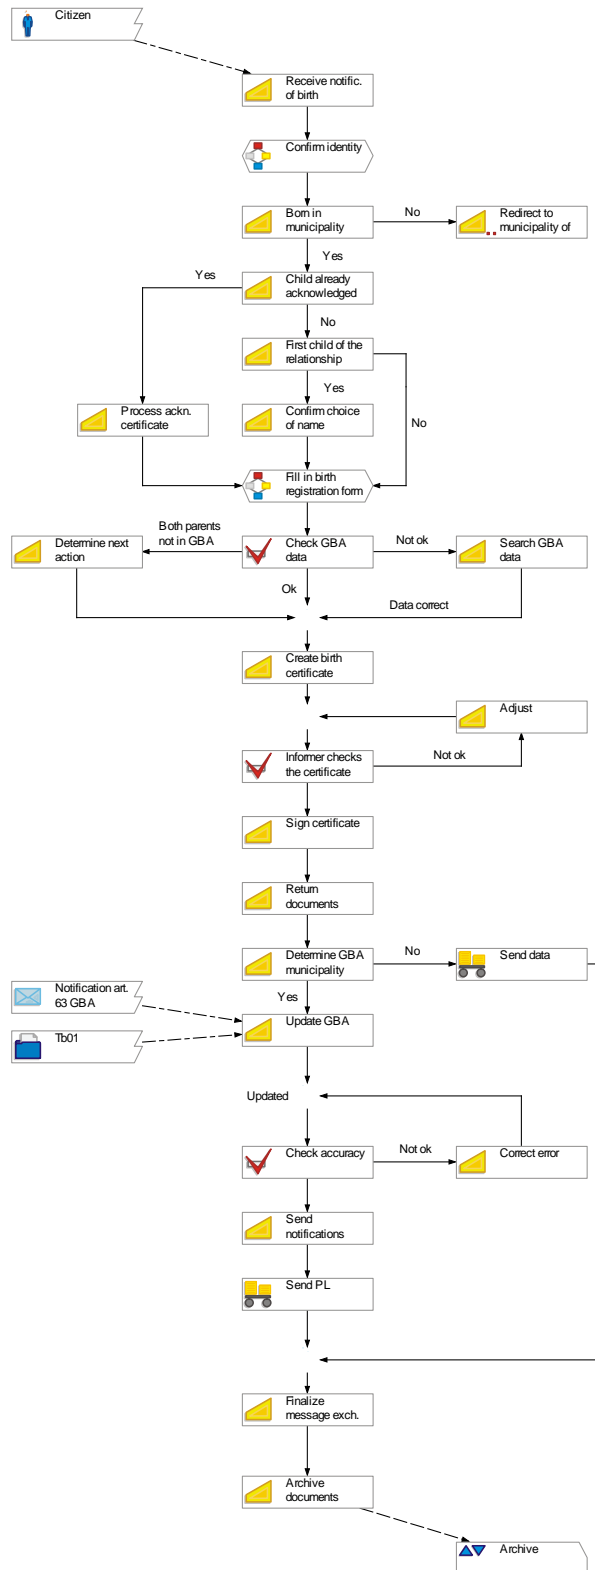 Citizen
Receive notific.
of birth
Confirm identity
Born in
municipality
No
Redirect to
municipality of
Yes
Yes
Child already
acknowledged
No
First child of the
relationship
Yes
Process ackn.
certificate
Confirm choice
of name
No
Fill in birth
registration form
Both parents
not in GBA
Determine next
action
Check GBA
data
Not ok
Search GBA
data
Ok
Data correct
Create birth
certificate
Adjust
Informer checks
the certificate
Not ok
Sign certificate
Return
documents
Determine GBA
municipality
No
Send data
Notification art.
63 GBA
Yes
Update GBA
Tb01
Updated
Check accuracy
Not ok
Correct error
Send
notifications
Send PL
Finalize
message exch.
Archive
documents
Archive